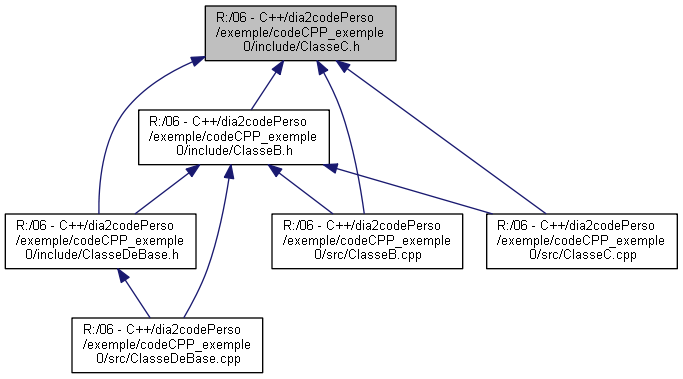 R:/06 - C++/dia2codePerso
/exemple/codeCPP_exemple
0/include/ClasseC.h
R:/06 - C++/dia2codePerso
/exemple/codeCPP_exemple
0/include/ClasseB.h
R:/06 - C++/dia2codePerso
/exemple/codeCPP_exemple
0/include/ClasseDeBase.h
R:/06 - C++/dia2codePerso
/exemple/codeCPP_exemple
0/src/ClasseB.cpp
R:/06 - C++/dia2codePerso
/exemple/codeCPP_exemple
0/src/ClasseC.cpp
R:/06 - C++/dia2codePerso
/exemple/codeCPP_exemple
0/src/ClasseDeBase.cpp